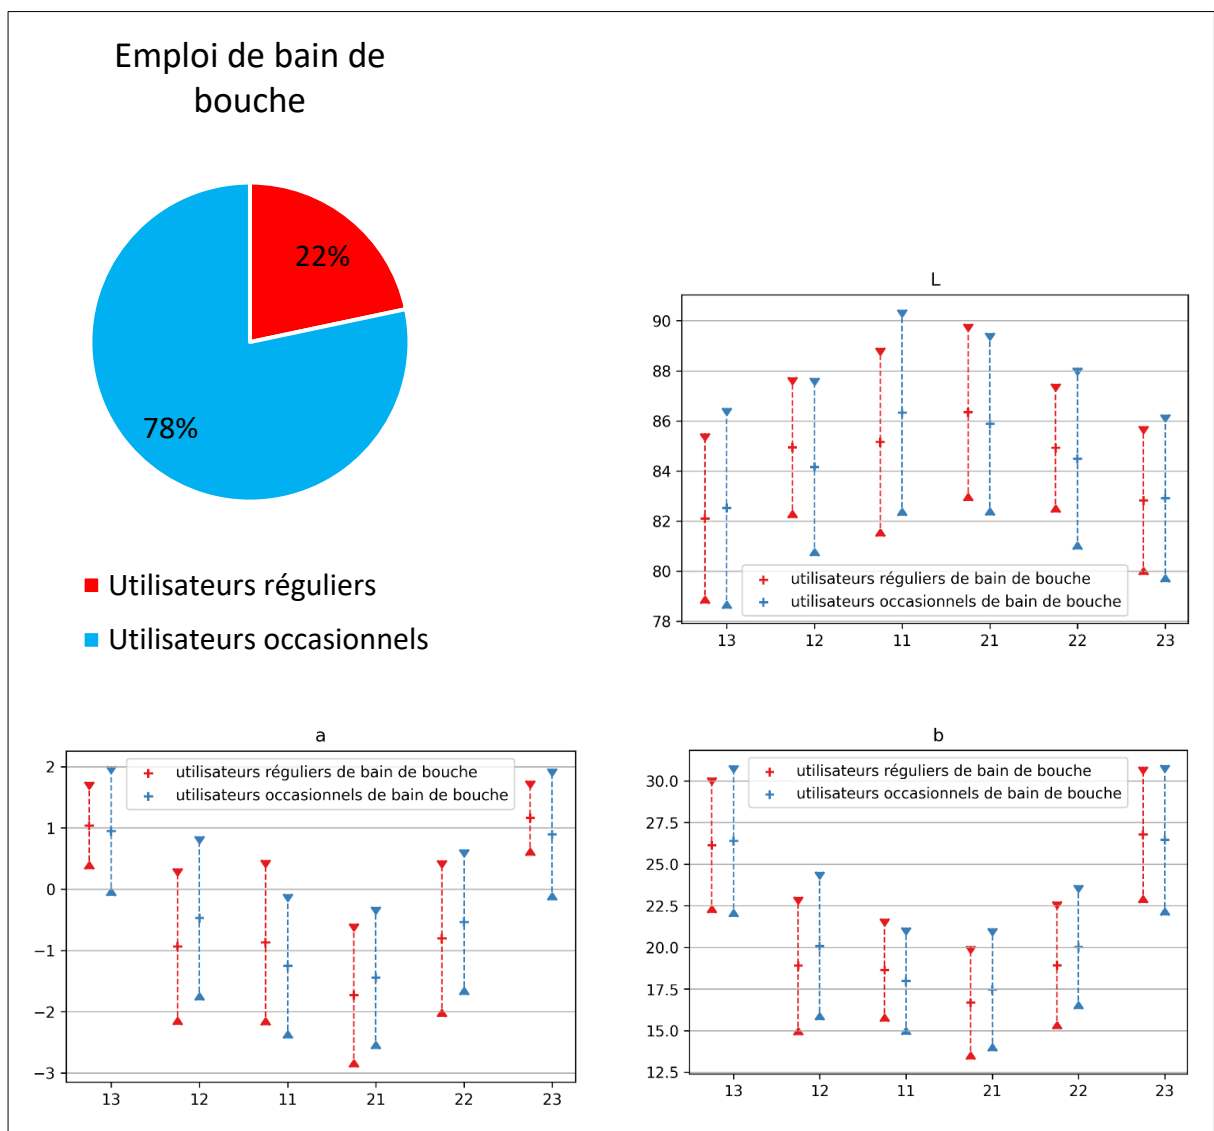 Emploi de bain de
bouche
22%
78%
Utilisateurs réguliers
Utilisateurs occasionnels
L
90
88
86
84
82
80
78
utilisateurs réguliers de bain de bouche
utilisateurs occasionnels de bain de bouche
13 12 11 21 22 23
a
2
1
0
−1
−2
−3
utilisateurs réguliers de bain de bouche
utilisateurs occasionnels de bain de bouche
13 12 11 21 22 23
b
30.0
27.5
25.0
22.5
20.0
17.5
15.0
12.5
utilisateurs réguliers de bain de bouche
utilisateurs occasionnels de bain de bouche
13 12 11 21 22 23